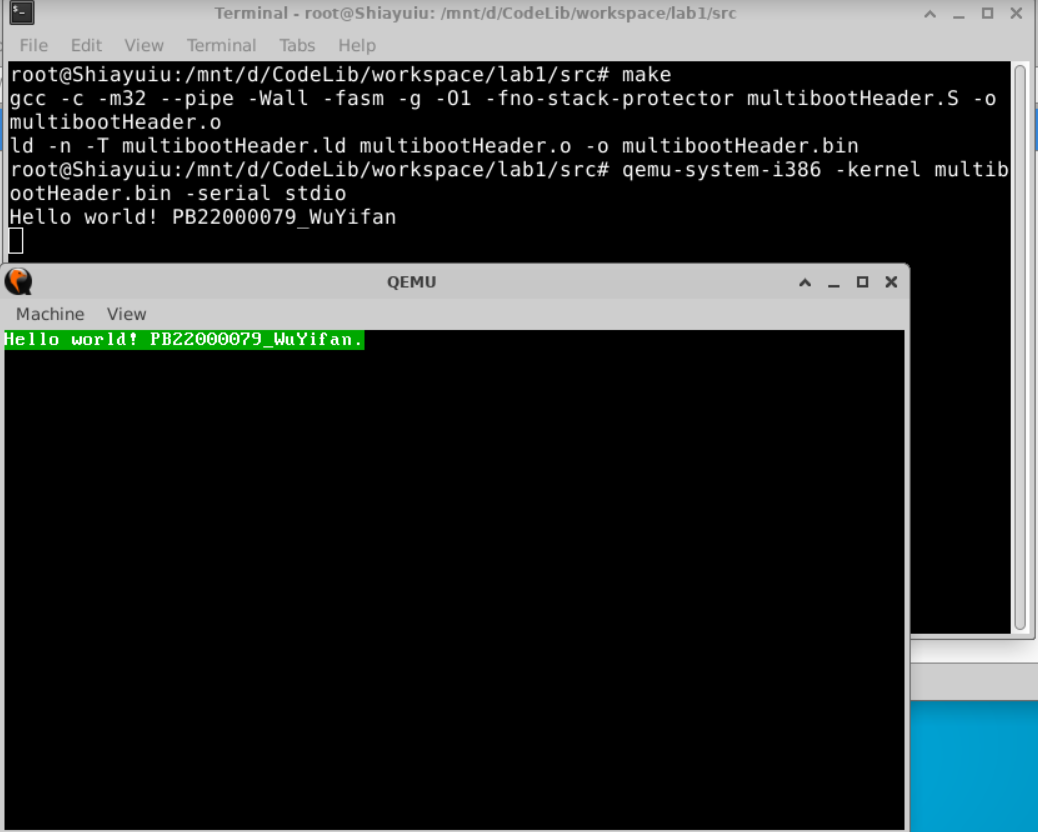 Terminal - root@Shiayuiu: /mnt/d/CodeLib/workspace/lab1/src
File Edit View Terminal Tabs Help
root@Shiayuiu:/mnt/d/CodeLib/workspace/lab1/src# make
gcc -c -m32 --pipe -Wall -fasm -g -O1 -fno-stack-protector multibootHeader.S -o
multibootHeader.o
ld -n -T multibootHeader.ld multibootHeader.o -o multibootHeader.bin
root@Shiayuiu:/mnt/d/CodeLib/workspace/lab1/src# qemu-system-i386 -kernel multib
ootHeader.bin -serial stdio
Hello world! PB22000079_WuYifan
QEMU
Machine View
Hello world! PB22000079_WuYifan.